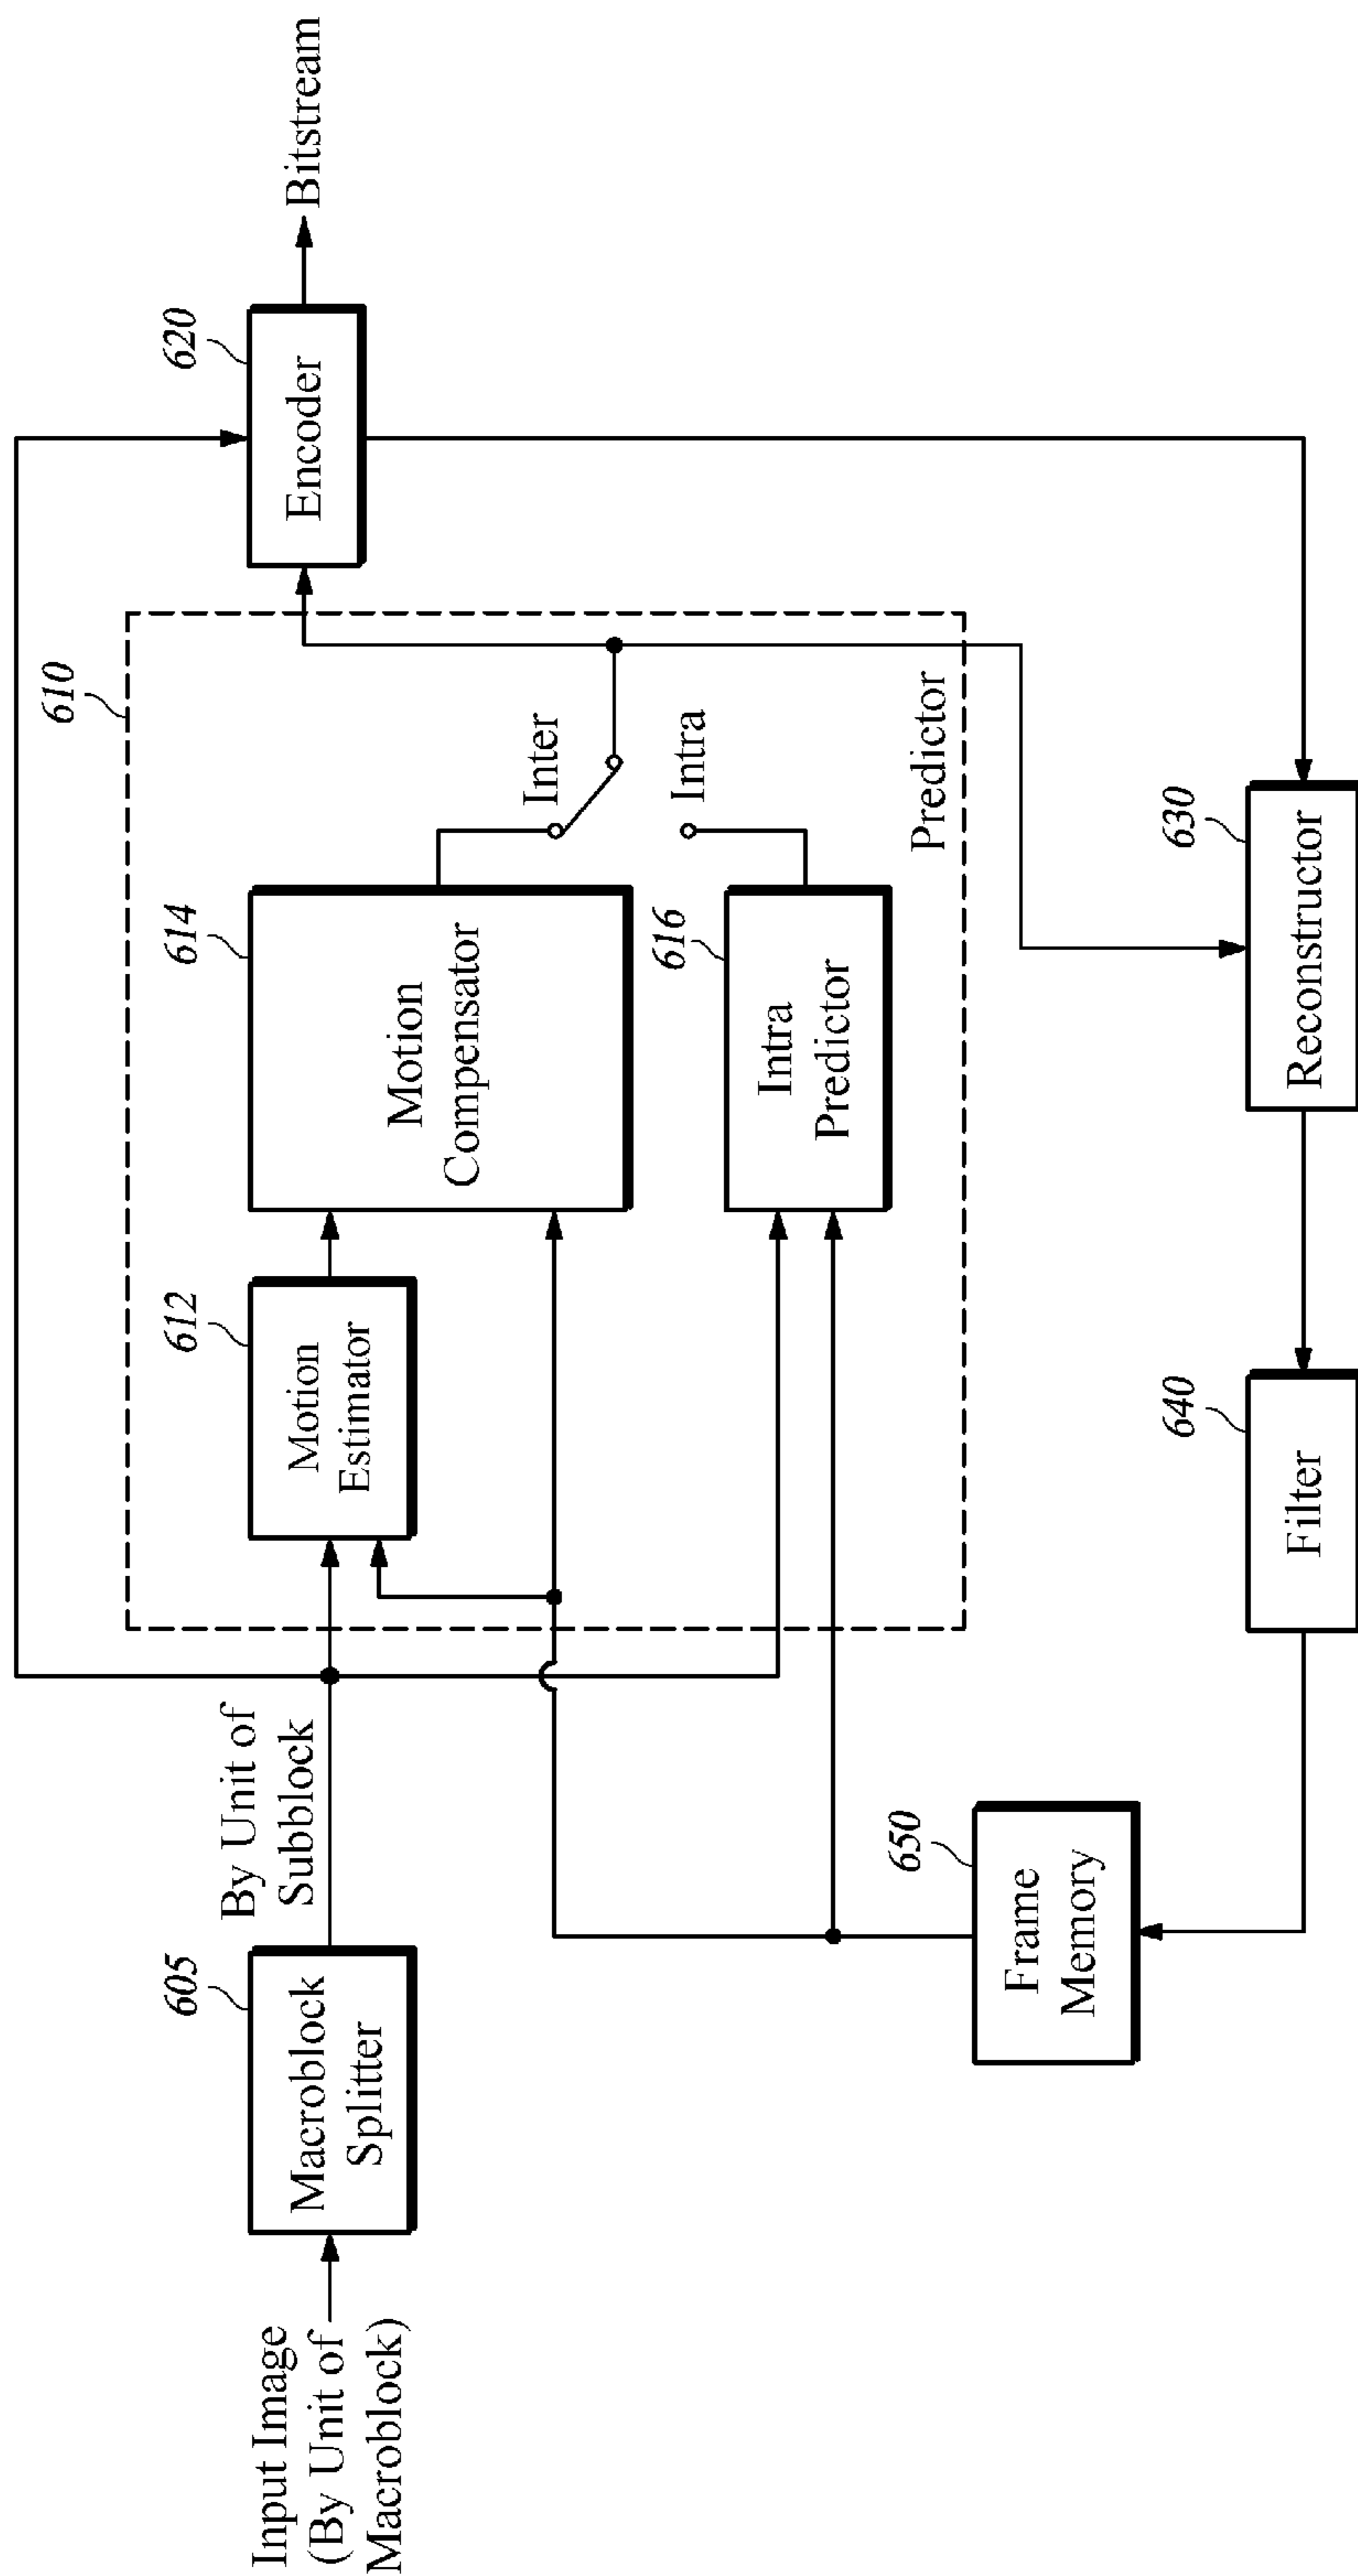 Input Image
(By Unit of
Macroblock)
605
Macroblock
Splitter
By Unit of
Subblock
610
612
Motion
Estimator
614
Motion
Compensator
616
Intra
Predictor
Inter
Intra
Predictor
620
Encoder
Bitstream
630
Reconstructor
640
Filter
650
Frame
Memory